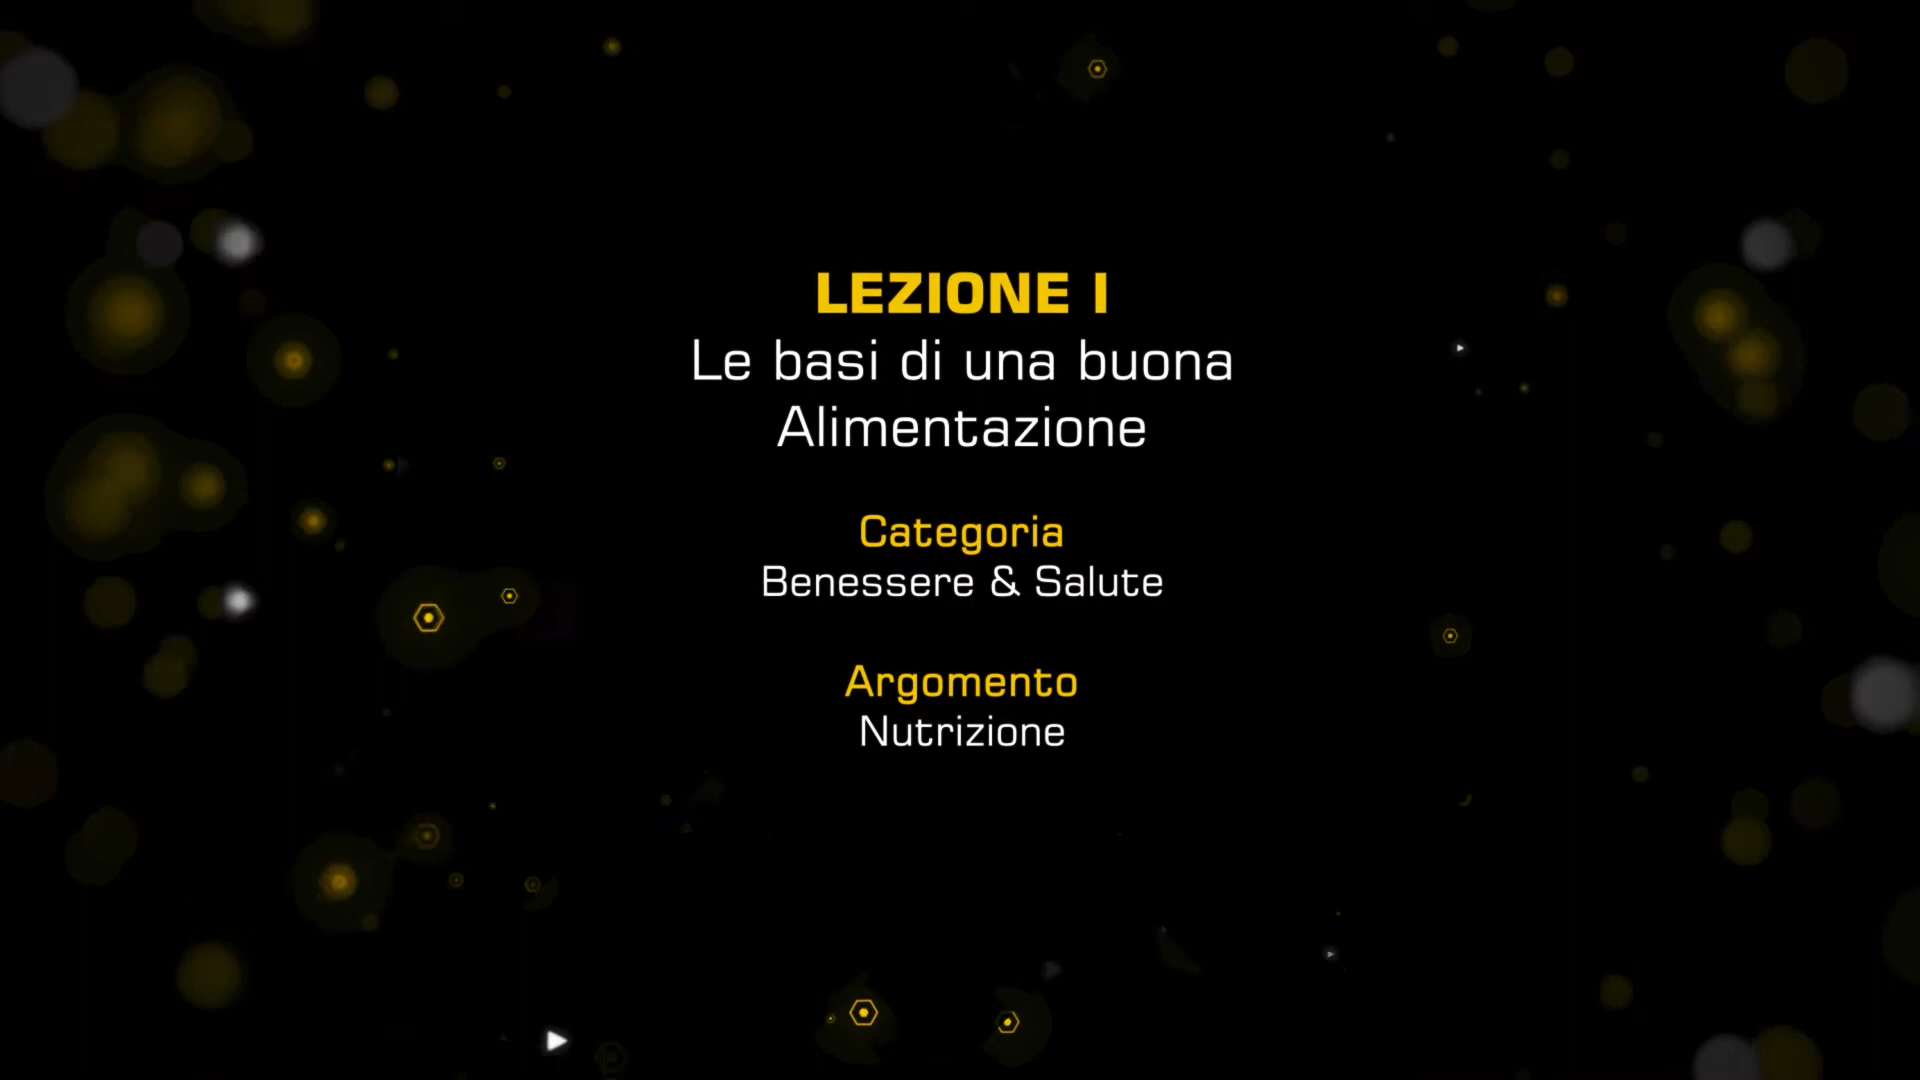 LEZIONE I
Le basi di una buona
Alimentazione
Categoria
Benessere & Salute
Argomento
Nutrizione